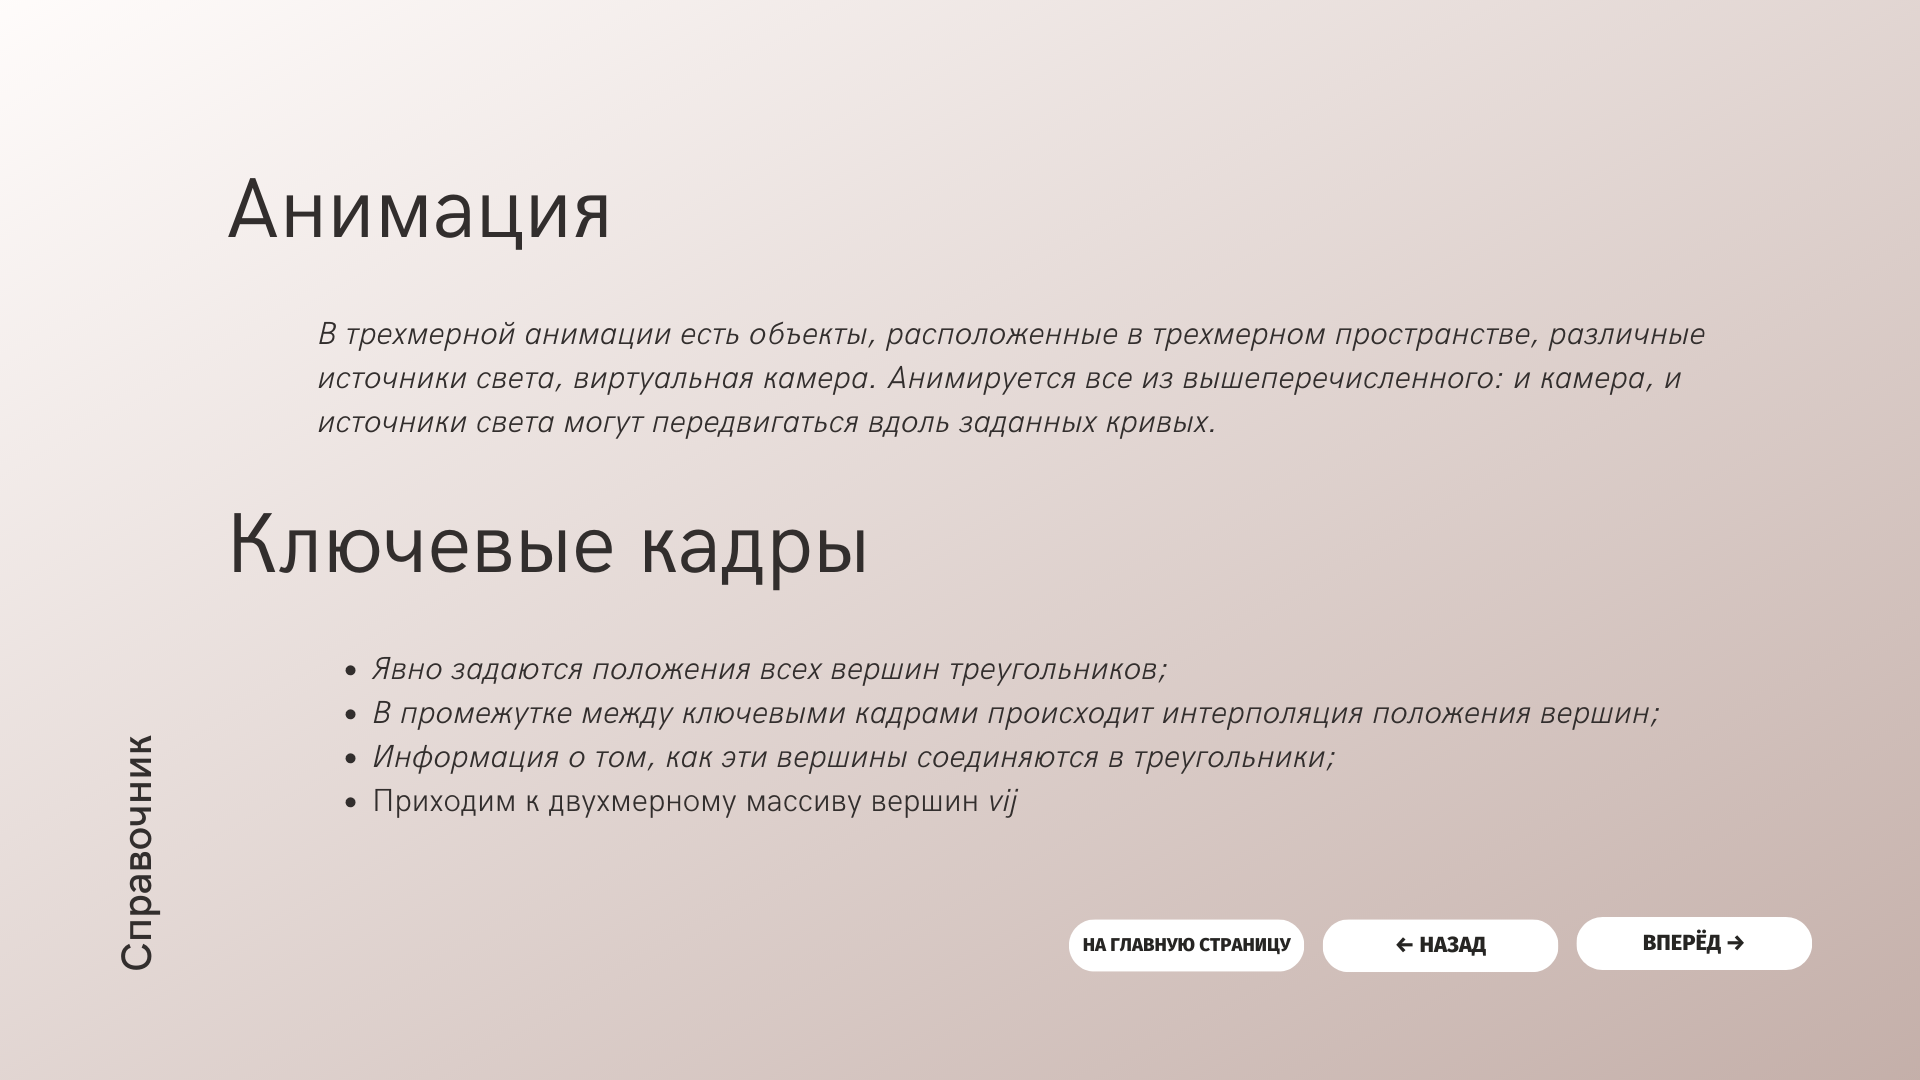 Анимация
В трехмерной анимации есть объекты, расположенные в трехмерном пространстве, различные
источники света, виртуальная камера. Анимируется все из вышеперечисленного: и камера, и
источники света могут передвигаться вдоль заданных кривых.
Ключевые кадры
• Явно задаются положения всех вершин треугольников;
• В промежутке между ключевыми кадрами происходит интерполяция положения вершин;
• Информация о том, как эти вершины соединяются в треугольники;
• Приходим к двухмерному массиву вершин vij
Справочник
НА ГЛАВНУЮ СТРАНИЦУ
← НАЗАД
ВПЕРЁД →